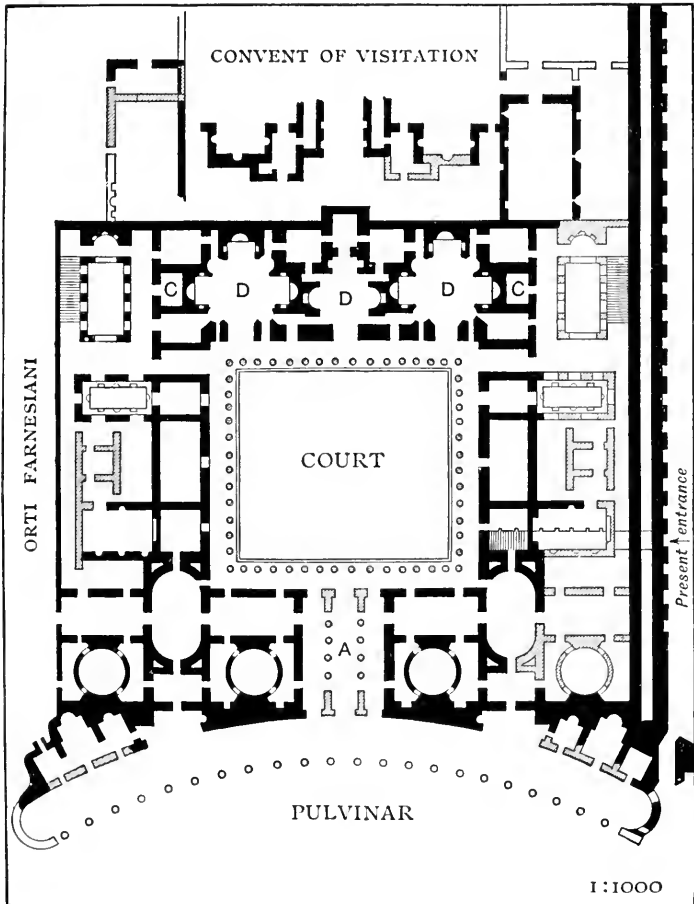 CONVENT OF VISITATION
C
D
D
D
C
ORTI FARNESIANI
COURT
Present entrance
A
PULVINAR
1:1000